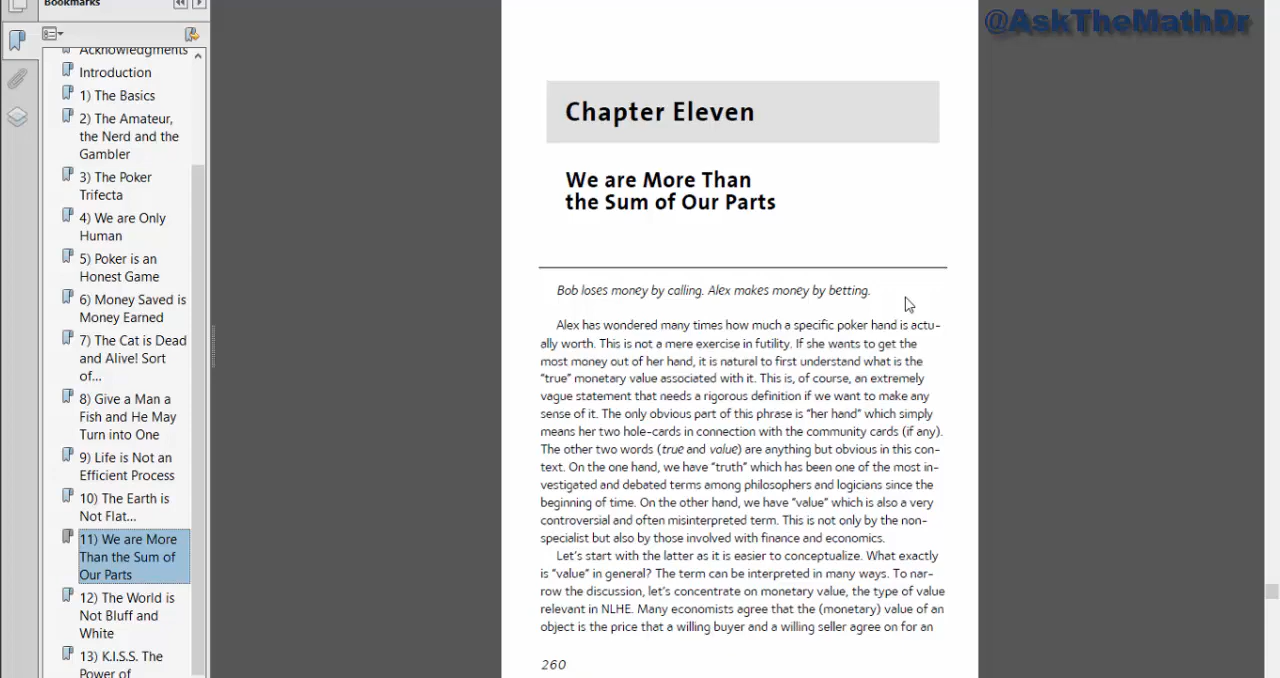 Bookmarks
@AskTheMathDr
Acknowledgments
Introduction
1) The Basics
2) The Amateur,
the Nerd and the
Gambler
3) The Poker
Trifecta
4) We are Only
Human
5) Poker is an
Honest Game
6) Money Saved is
Money Earned
7) The Cat is Dead
and Alive! Sort
of...
8) Give a Man a
Fish and He May
Turn into One
9) Life is Not an
Efficient Process
10) The Earth is
Not Flat...
11) We are More
Than the Sum of
Our Parts
12) The World is
Not Bluff and
White
13) K.I.S.S. The
Power of
Chapter Eleven
We are More Than
the Sum of Our Parts
Bob loses money by calling. Alex makes money by betting.
Alex has wondered many times how much a specific poker hand is actu-
ally worth. This is not a mere exercise in futility. If she wants to get the
most money out of her hand, it is natural to first understand what is the
“true” monetary value associated with it. This is, of course, an extremely
vague statement that needs a rigorous definition if we want to make any
sense of it. The only obvious part of this phrase is “her hand” which simply
means her two hole-cards in connection with the community cards (if any).
The other two words (true and value) are anything but obvious in this con-
text. On the one hand, we have “truth” which has been one of the most in-
vestigated and debated terms among philosophers and logicians since the
beginning of time. On the other hand, we have “value” which is also a very
controversial and often misinterpreted term. This is not only by the non-
specialist but also by those involved with finance and economics.
Let’s start with the latter as it is easier to conceptualize. What exactly
is “value” in general? The term can be interpreted in many ways. To nar-
row the discussion, let’s concentrate on monetary value, the type of value
relevant in NLHE. Many economists agree that the (monetary) value of an
object is the price that a willing buyer and a willing seller agree on for an
260